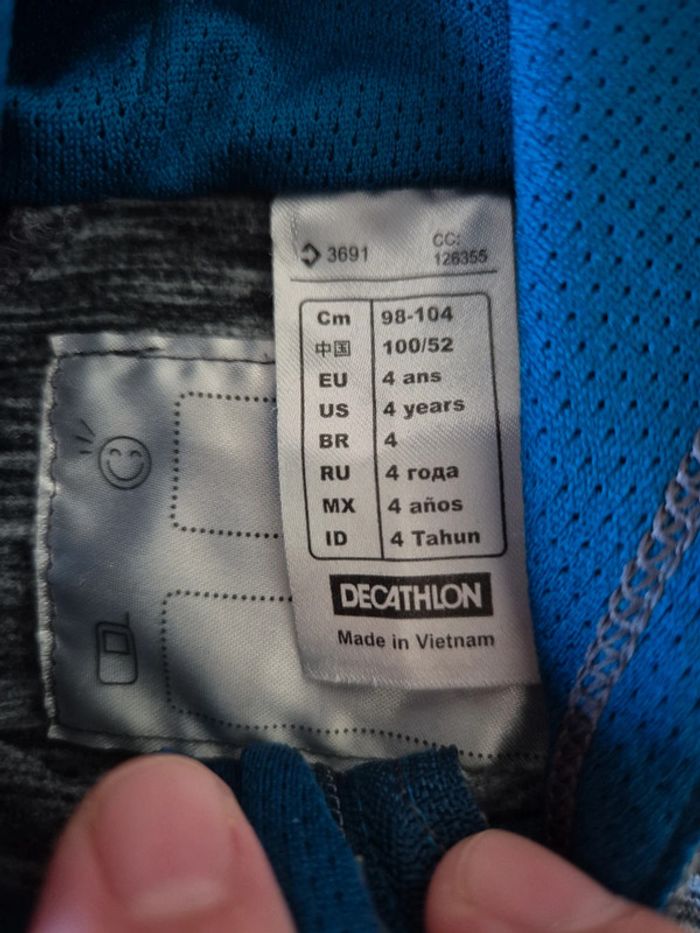 3691
CC:
126355
Cm 98-104
中国 100/52
EU 4 ans
US 4 years
BR 4
RU 4 года
MX 4 años
ID 4 Tahun
DECATHLON
Made in Vietnam